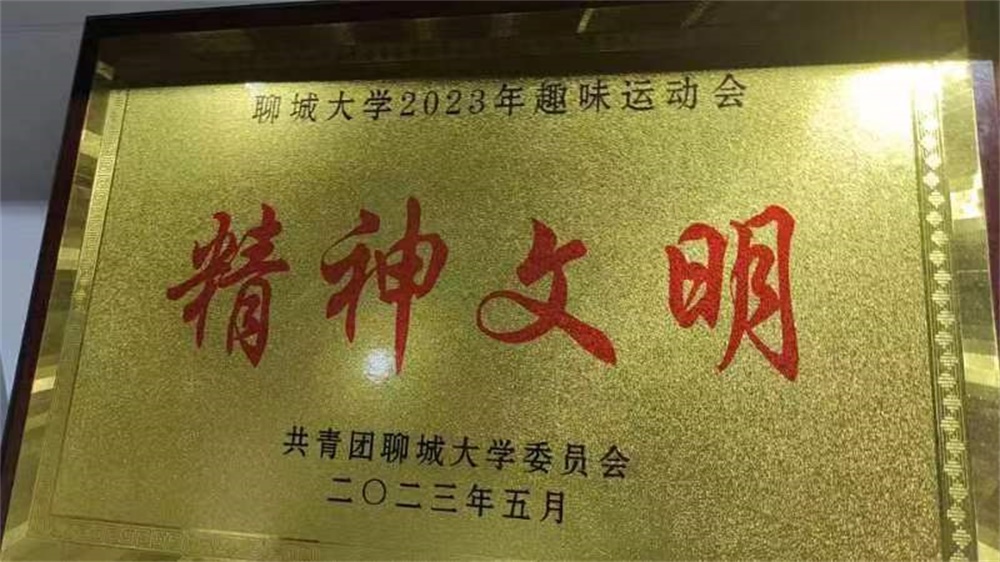 聊城大学2023年趣味运动会
精神文明
共青团聊城大学委员会
二〇二三年五月